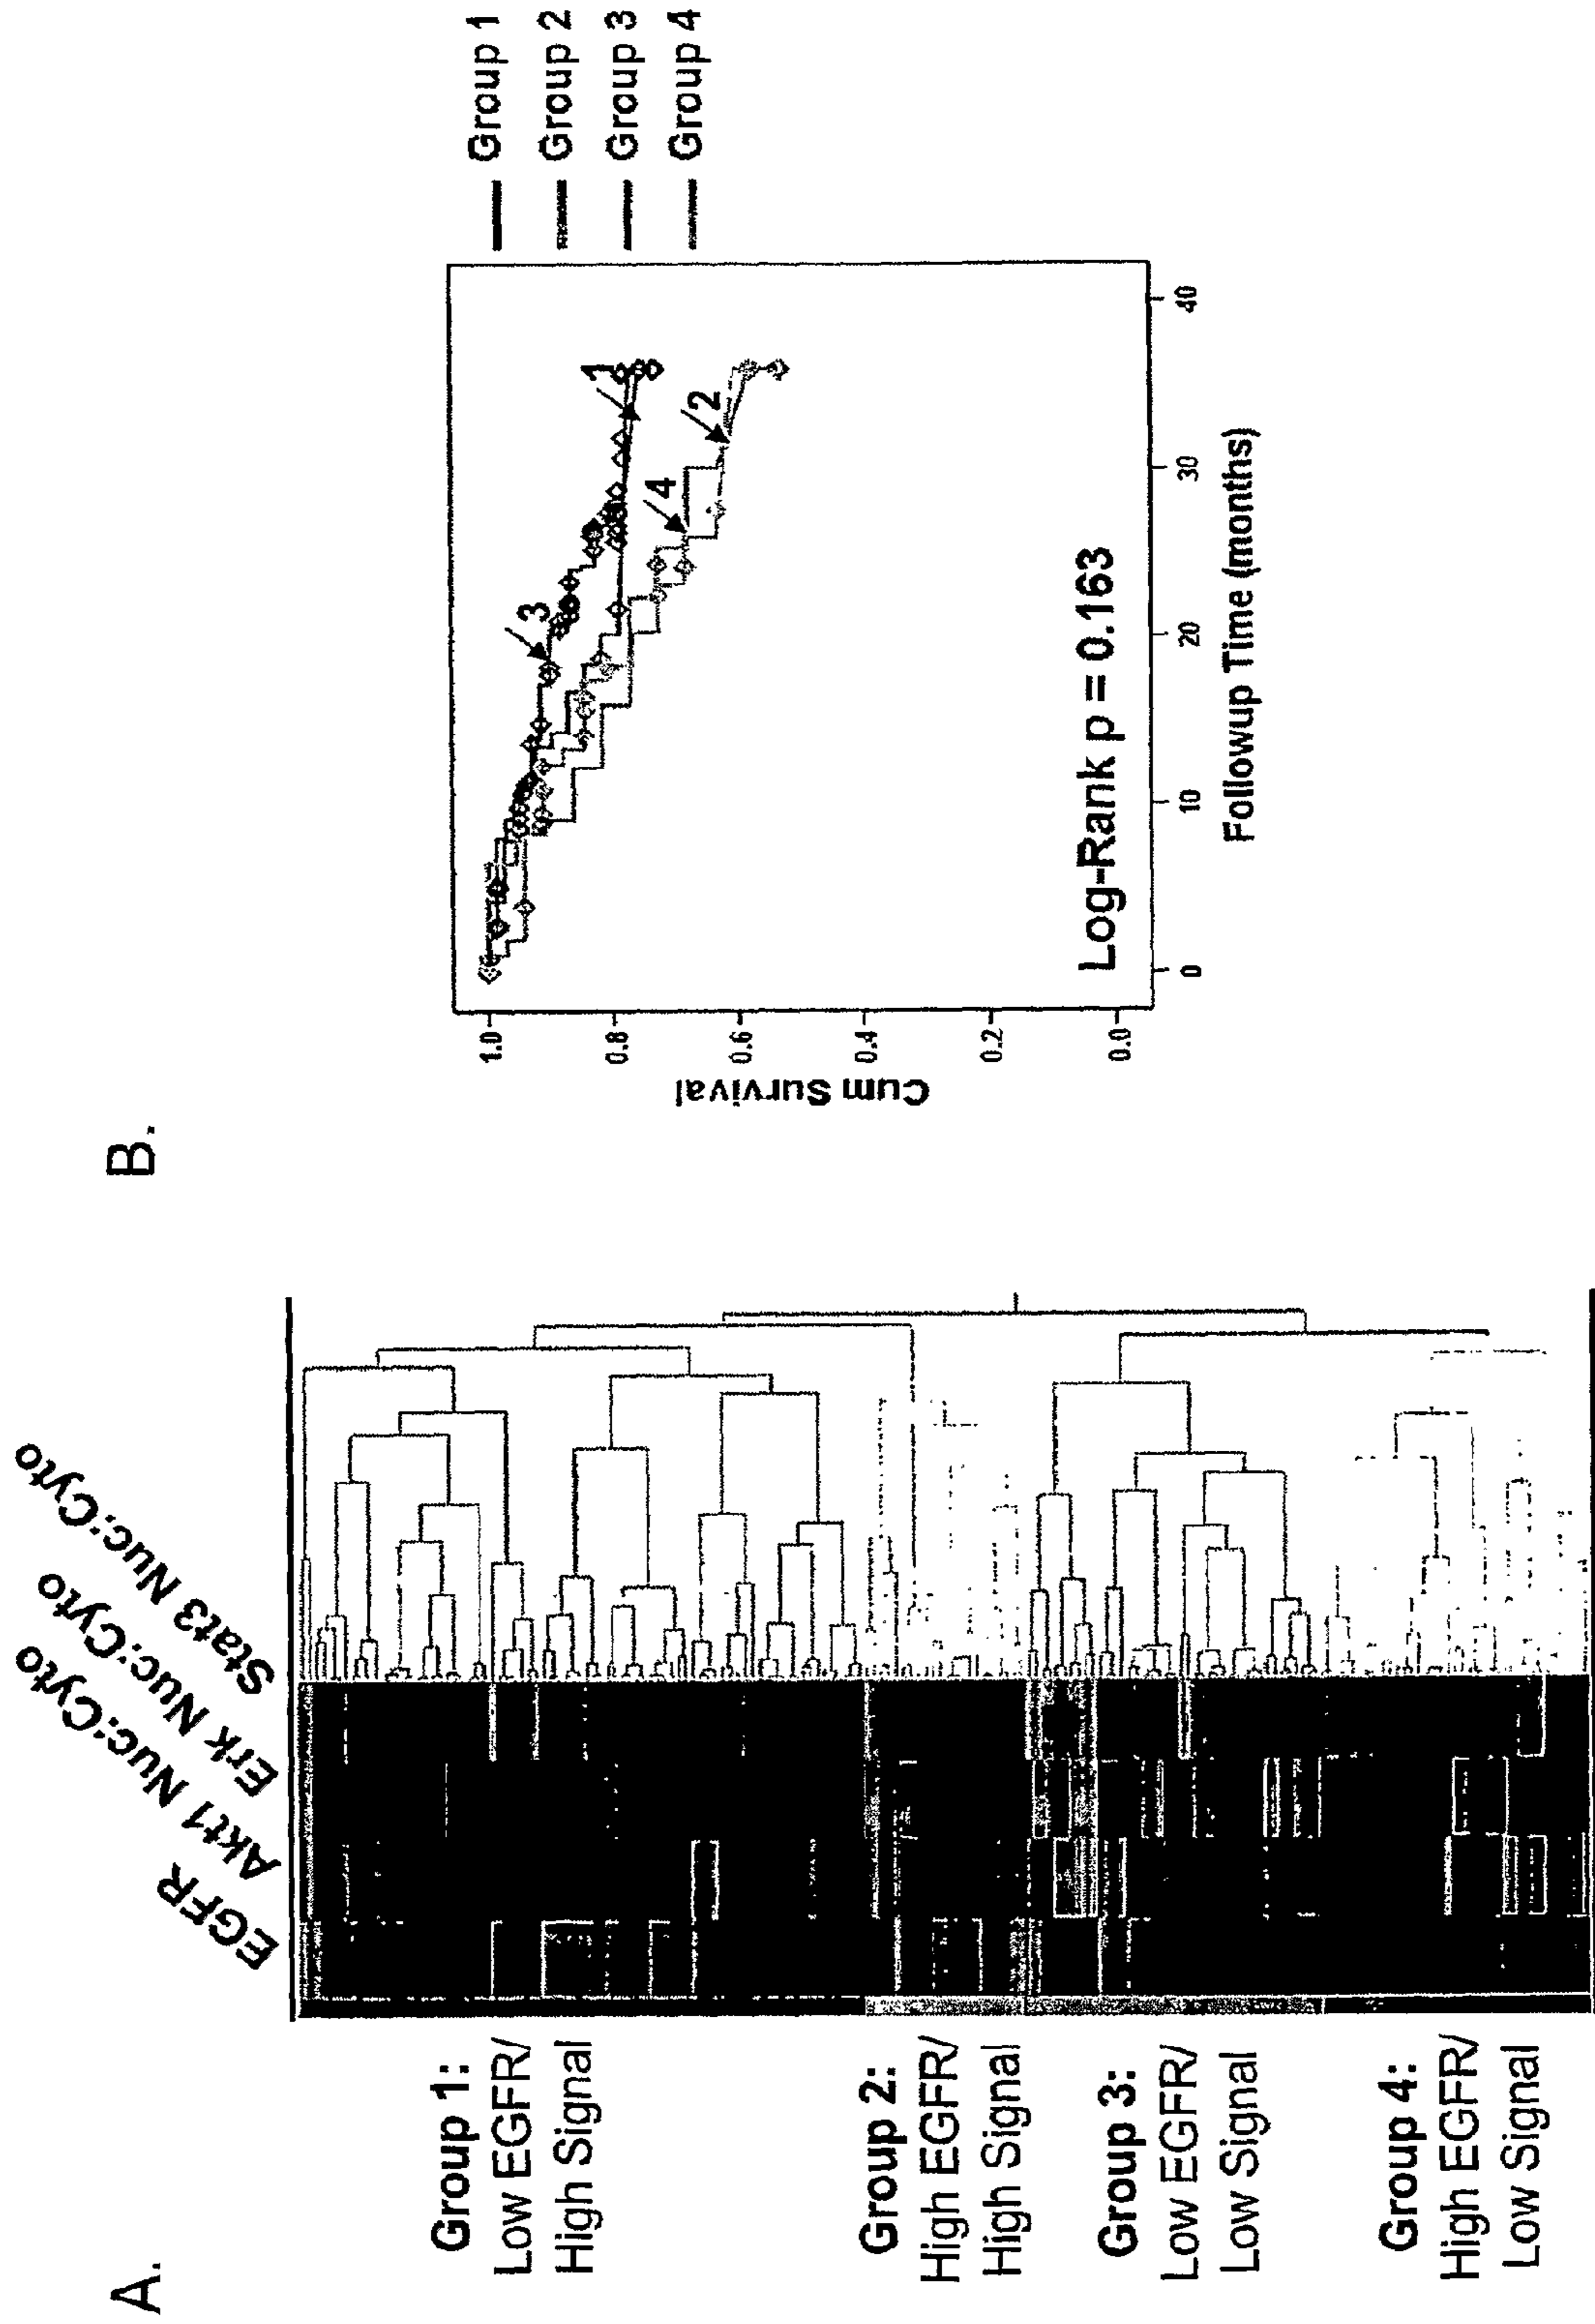 A.
EGFR
Akt1 Nuc:Cyto
Erk Nuc:Cyto
Stat3 Nuc:Cyto
Group 1:
Low EGFR/
High Signal
Group 2:
High EGFR/
High Signal
Group 3:
Low EGFR/
Low Signal
Group 4:
High EGFR/
Low Signal
B.
Group 1
Group 2
Group 3
Group 4
Cum Survival
1.0
0.8
0.6
0.4
0.2
0.0
3
1
4
2
Log-Rank p = 0.163
0 10 20 30 40
Followup Time (months)